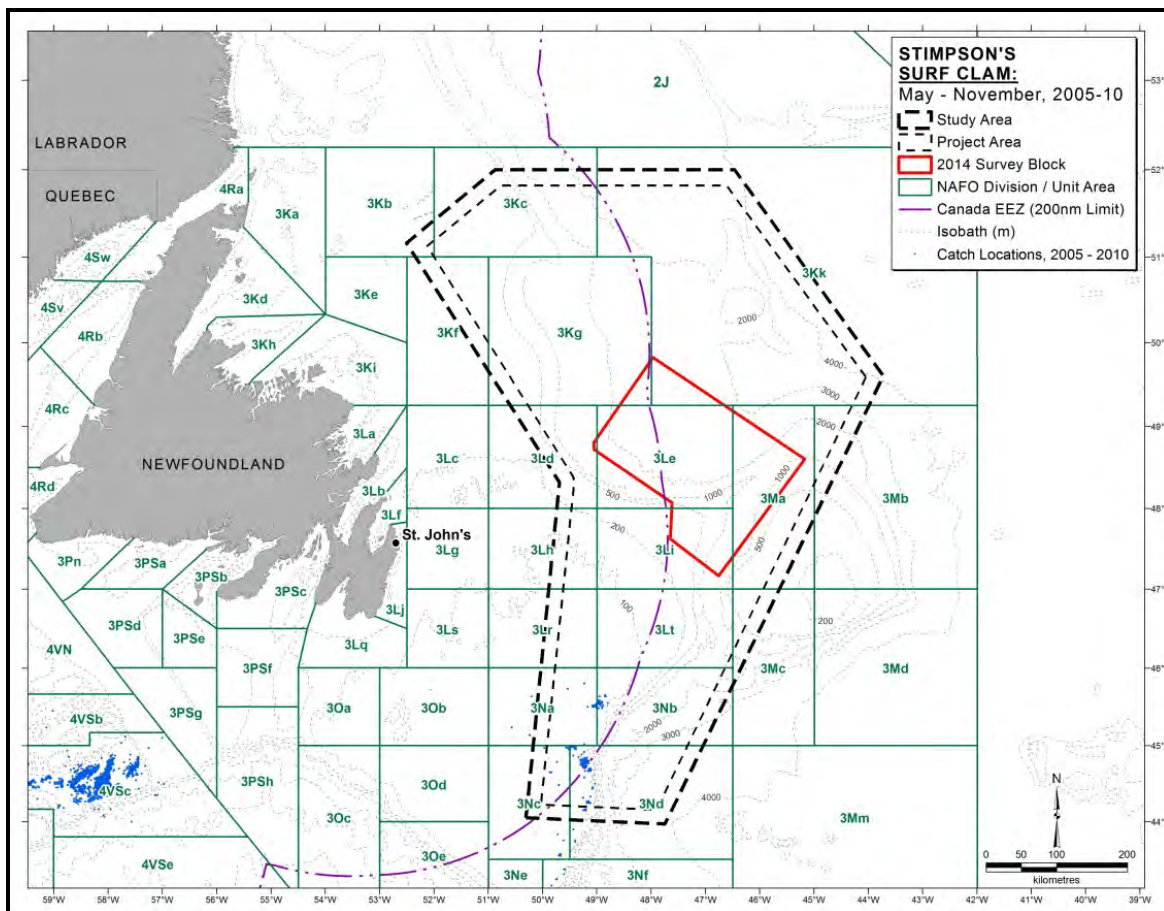 STIMPSON'S
SURF CLAM:
May - November, 2005-10
Study Area
Project Area
2014 Survey Block
NAFO Division / Unit Area
Canada EEZ (200nm Limit)
Isobath (m)
Catch Locations, 2005 - 2010
2J
LABRADOR
QUEBEC
4Ra
3Ka
3Kb
3Kc
4Sw
3Kk
4Sv
3Kd
3Ke
4Rb
3Kh
3Kf
3Kg
2000
3Ki
4000
3000
4Rc
3La
2000
NEWFOUNDLAND
3Lc
3Ld
3Le
4Rd
3Lb
500
1000
1000
3Ma
3Mb
3Lf
200
St. John's
3Lg
3Lh
3Li
500
3Pn
3PSa
3PSb
3PSc
100
3Lj
200
3PSd
3PSe
3Lq
3Ls
3Lr
3Lt
4VN
3PSf
3Mc
3Md
3PSg
3Oa
3Ob
3Na
3Nb
4VSb
2000
3000
3PSh
3Od
4VSc
4000
3Oc
3Nc
3Nd
3Mm
N
3Oe
4VSe
3Ne
3Nf
0 50 100 200
kilometres
53°N
52°N
51°N
50°N
49°N
48°N
47°N
46°N
45°N
44°N
59°W 58°W 57°W 56°W 55°W 54°W 53°W 52°W 51°W 50°W 49°W 48°W 47°W 46°W 45°W 44°W 43°W 42°W 41°W 40°W 39°W